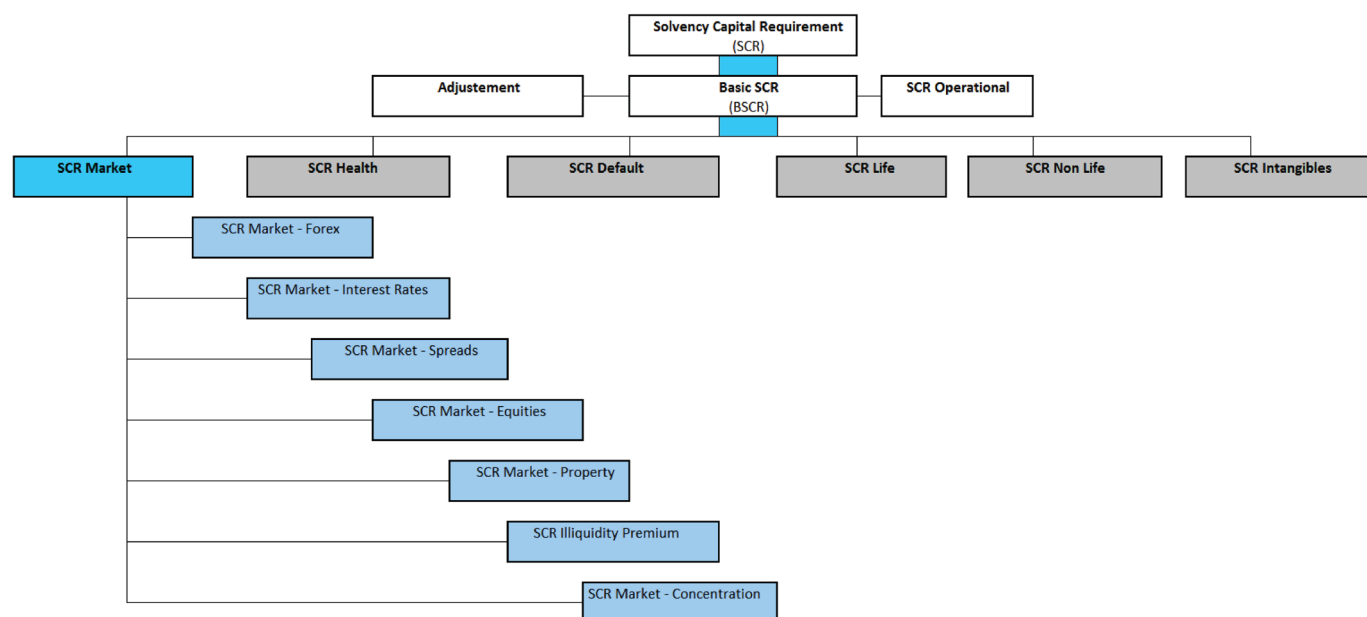 Solvency Capital Requirement
(SCR)
Adjustement
Basic SCR
(BSCR)
SCR Operational
SCR Market
SCR Health
SCR Default
SCR Life
SCR Non Life
SCR Intangibles
SCR Market - Forex
SCR Market - Interest Rates
SCR Market - Spreads
SCR Market - Equities
SCR Market - Property
SCR Illiquidity Premium
SCR Market - Concentration